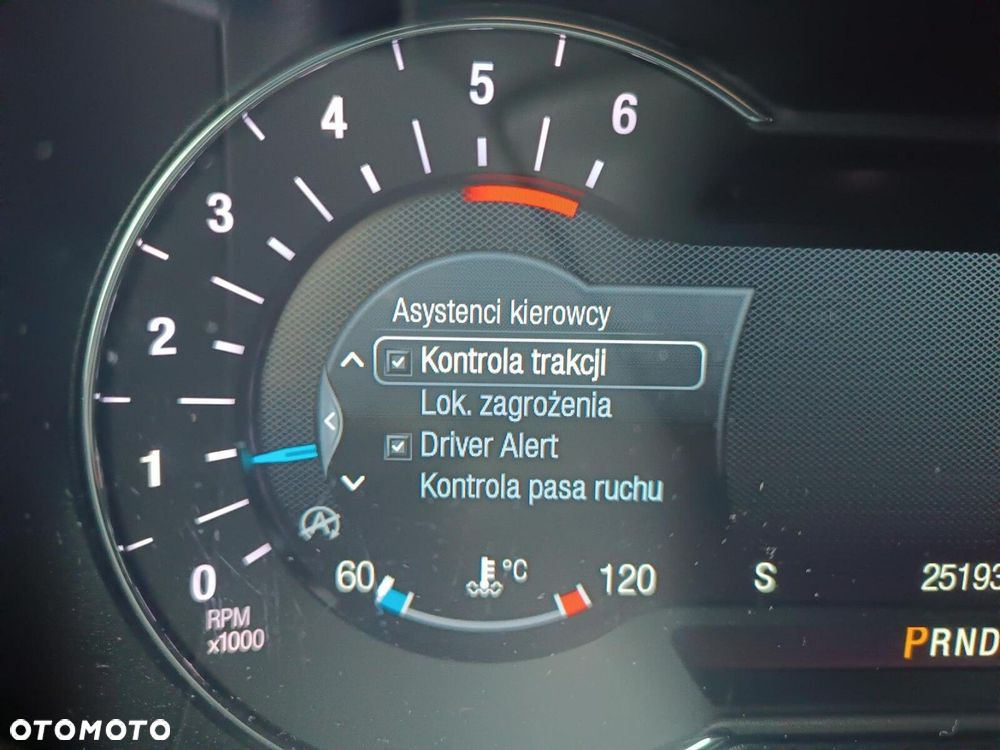 5
4
6
3
2
1
0
RPM
x1000
Asystenci kierowcy
Kontrola trakcji
Lok. zagrożenia
Driver Alert
Kontrola pasa ruchu
A
60 °C 120
S 25193
PRND
OTOMOTO